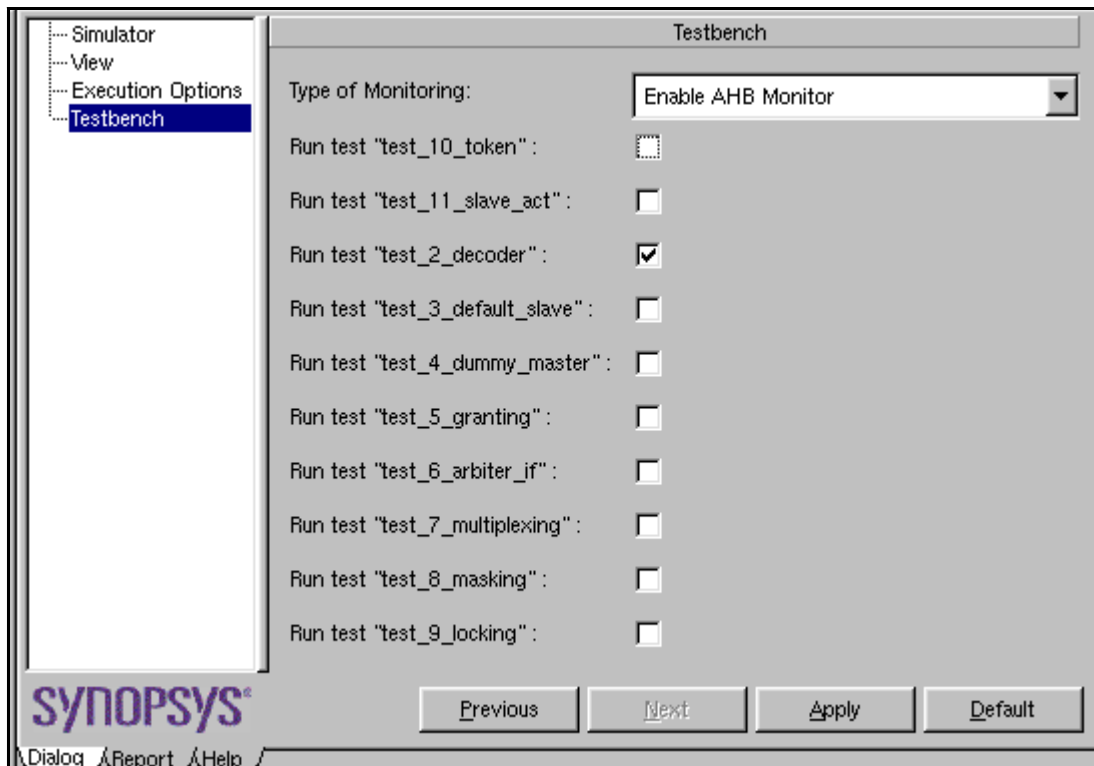 Simulator
View
Execution Options
Testbench
Testbench
Type of Monitoring:
Enable AHB Monitor
Run test "test_10_token" :
Run test "test_11_slave_act" :
Run test "test_2_decoder" :
Run test "test_3_default_slave" :
Run test "test_4_dummy_master" :
Run test "test_5_granting" :
Run test "test_6_arbiter_if" :
Run test "test_7_multiplexing" :
Run test "test_8_masking" :
Run test "test_9_locking" :
SYNOPSYS®
Previous Next Apply Default
Dialog Report Help